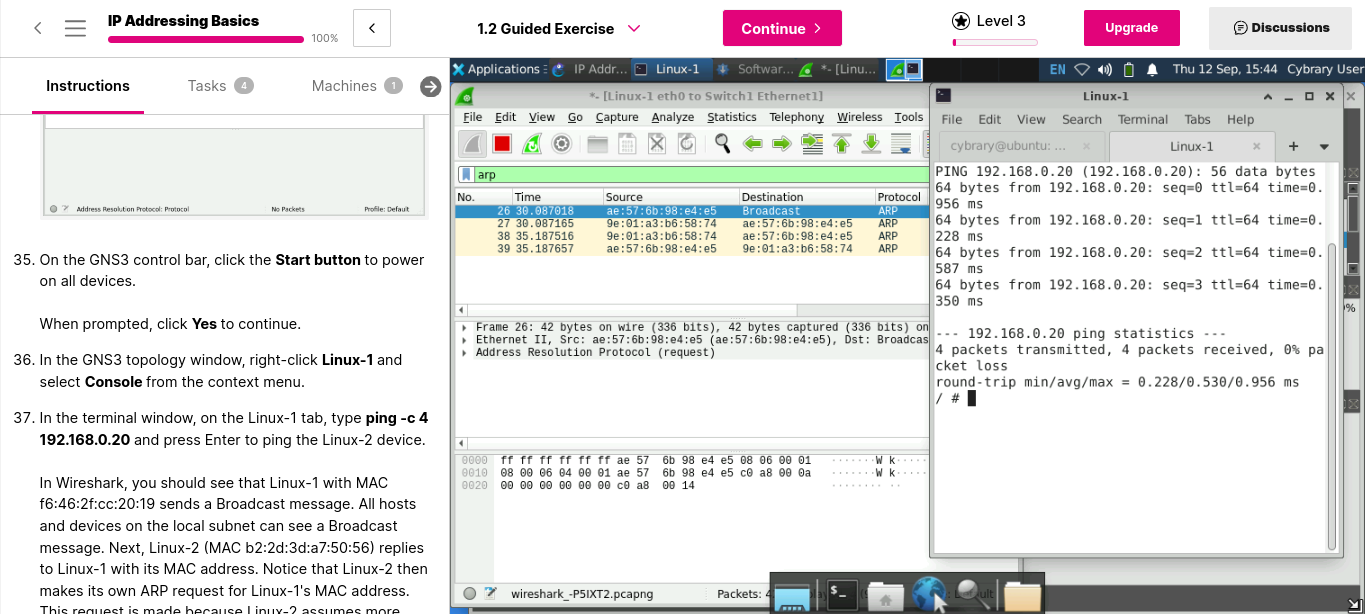 IP Addressing Basics
100%
1.2 Guided Exercise
Continue
Level 3
Upgrade
Discussions
Instructions
Tasks 4
Machines 1
Address Resolution Protocol: Protocol
No Packets
Profile: Default
35. On the GNS3 control bar, click the Start button to power
on all devices.
When prompted, click Yes to continue.
36. In the GNS3 topology window, right-click Linux-1 and
select Console from the context menu.
37. In the terminal window, on the Linux-1 tab, type ping -c 4
192.168.0.20 and press Enter to ping the Linux-2 device.
In Wireshark, you should see that Linux-1 with MAC
f6:46:2f:cc:20:19 sends a Broadcast message. All hosts
and devices on the local subnet can see a Broadcast
message. Next, Linux-2 (MAC b2:2d:3d:a7:50:56) replies
to Linux-1 with its MAC address. Notice that Linux-2 then
makes its own ARP request for Linux-1's MAC address.
This request is made because Linux-2 assumes more
Applications
IP Addr...
Linux-1
Softwar...
*- [Linu...
EN
Thu 12 Sep, 15:44
Cybrary User
*- [Linux-1 eth0 to Switch1 Ethernet1]
File Edit View Go Capture Analyze Statistics Telephony Wireless Tools
arp
No. Time Source Destination Protocol
26 30.087018 ae:57:6b:98:e4:e5 Broadcast ARP
27 30.087165 9e:01:a3:b6:58:74 ae:57:6b:98:e4:e5 ARP
38 35.187516 9e:01:a3:b6:58:74 ae:57:6b:98:e4:e5 ARP
39 35.187657 ae:57:6b:98:e4:e5 9e:01:a3:b6:58:74 ARP
Frame 26: 42 bytes on wire (336 bits), 42 bytes captured (336 bits) on
Ethernet II, Src: ae:57:6b:98:e4:e5 (ae:57:6b:98:e4:e5), Dst: Broadcas
Address Resolution Protocol (request)
0000 ff ff ff ff ff ff ae 57 6b 98 e4 e5 08 06 00 01 ·······W k·····
0010 08 00 06 04 00 01 ae 57 6b 98 e4 e5 c0 a8 00 0a ·······W k·····
0020 00 00 00 00 00 00 c0 a8 00 14 ········ ··
wireshark_-P5IXT2.pcapng
Packets: 4
Linux-1
File Edit View Search Terminal Tabs Help
cybrary@ubuntu: ...
Linux-1
PING 192.168.0.20 (192.168.0.20): 56 data bytes
64 bytes from 192.168.0.20: seq=0 ttl=64 time=0.
956 ms
64 bytes from 192.168.0.20: seq=1 ttl=64 time=0.
228 ms
64 bytes from 192.168.0.20: seq=2 ttl=64 time=0.
587 ms
64 bytes from 192.168.0.20: seq=3 ttl=64 time=0.
350 ms
--- 192.168.0.20 ping statistics ---
4 packets transmitted, 4 packets received, 0% pa
cket loss
round-trip min/avg/max = 0.228/0.530/0.956 ms
/ #